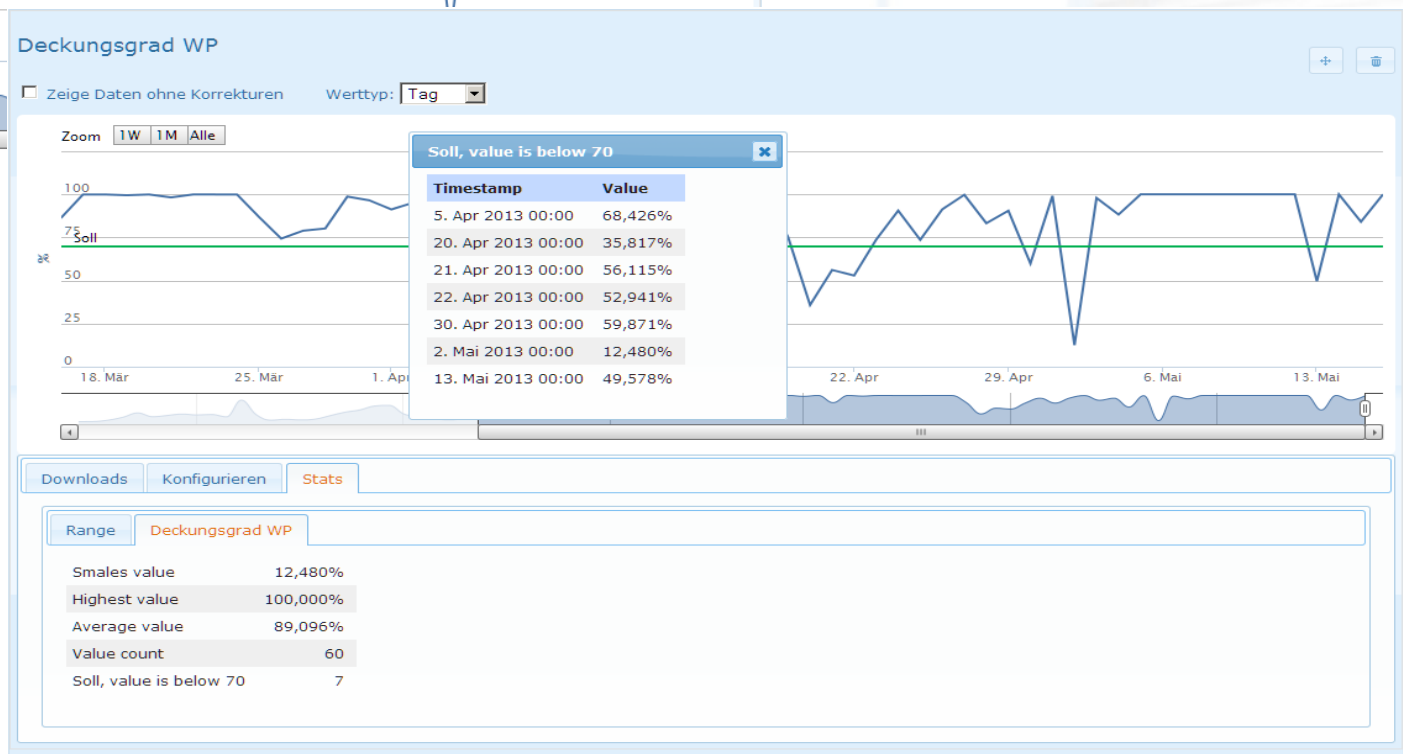 Deckungsgrad WP
Zeige Daten ohne Korrekturen Werttyp: Tag
Zoom 1W 1M Alle
Soll, value is below 70
Timestamp Value
5. Apr 2013 00:00 68,426%
20. Apr 2013 00:00 35,817%
21. Apr 2013 00:00 56,115%
22. Apr 2013 00:00 52,941%
30. Apr 2013 00:00 59,871%
2. Mai 2013 00:00 12,480%
13. Mai 2013 00:00 49,578%
100
75
Soll
%
50
25
0
18. Mär 25. Mär 1. Apr 22. Apr 29. Apr 6. Mai 13. Mai
Downloads Konfigurieren Stats
Range Deckungsgrad WP
Smales value 12,480%
Highest value 100,000%
Average value 89,096%
Value count 60
Soll, value is below 70 7